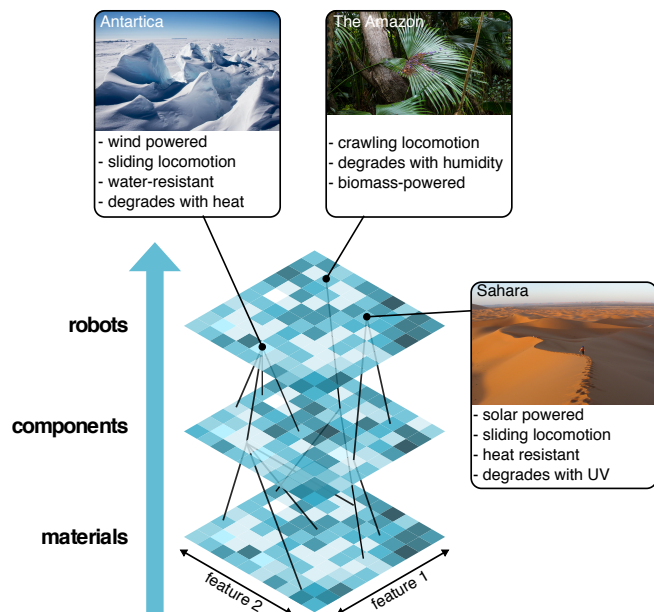 Antartica
- wind powered
- sliding locomotion
- water-resistant
- degrades with heat
The Amazon
- crawling locomotion
- degrades with humidity
- biomass-powered
Sahara
- solar powered
- sliding locomotion
- heat resistant
- degrades with UV
robots
components
materials
feature 2
feature 1